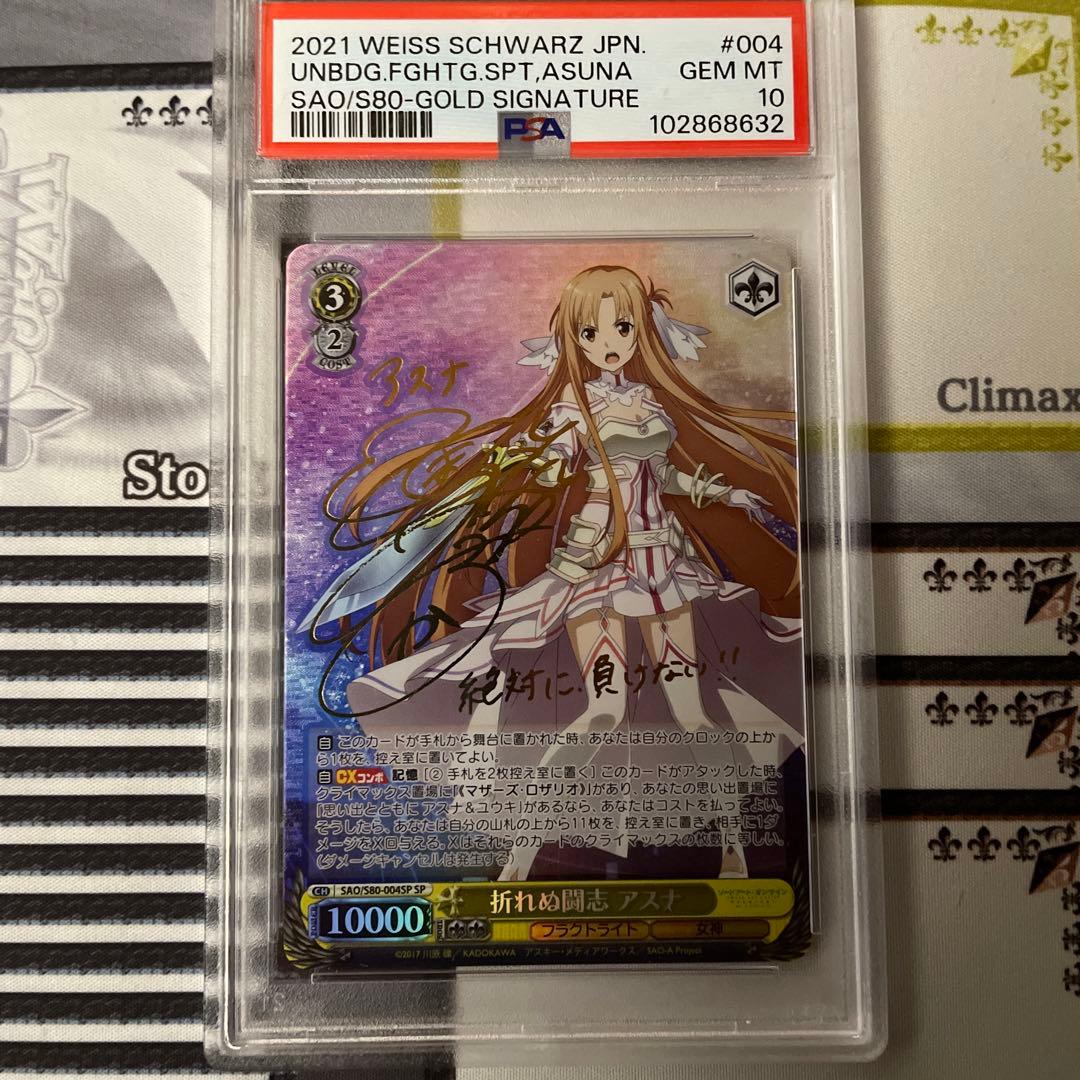 2021 WEISS SCHWARZ JPN. #004
UNBDG.FGHTG.SPT,ASUNA GEM MT
SAO/S80-GOLD SIGNATURE 10
PSA 102868632
LEVEL
3
2
COST
アスナ
絶対に、負けない!!
自 このカードが手札から舞台に置かれた時、あなたは自分のクロックの上か
ら1枚を、控え室に置いてよい。
自 CXコンボ 記憶 [② 手札を2枚控え室に置く] このカードがアタックした時、
クライマックス置場に「《マザーズ・ロザリオ》」があり、あなたの思い出置場に
「思い出とともに アスナ&ユウキ」があるなら、あなたはコストを払ってよい。
そうしたら、あなたは自分の山札の上から11枚を、控え室に置き、相手に1ダ
メージをX回与える。Xはそれらのカードのクライマックスの枚数に等しい。
(ダメージキャンセルは発生する)
CH SAO/S80-004SP SP
折れぬ闘志 アスナ
ソードアート・オンライン
10000
フラクトライト 女神
©2017 川原 礫/KADOKAWA アスキー・メディアワークス/SAO-A Project
Sto
Climax